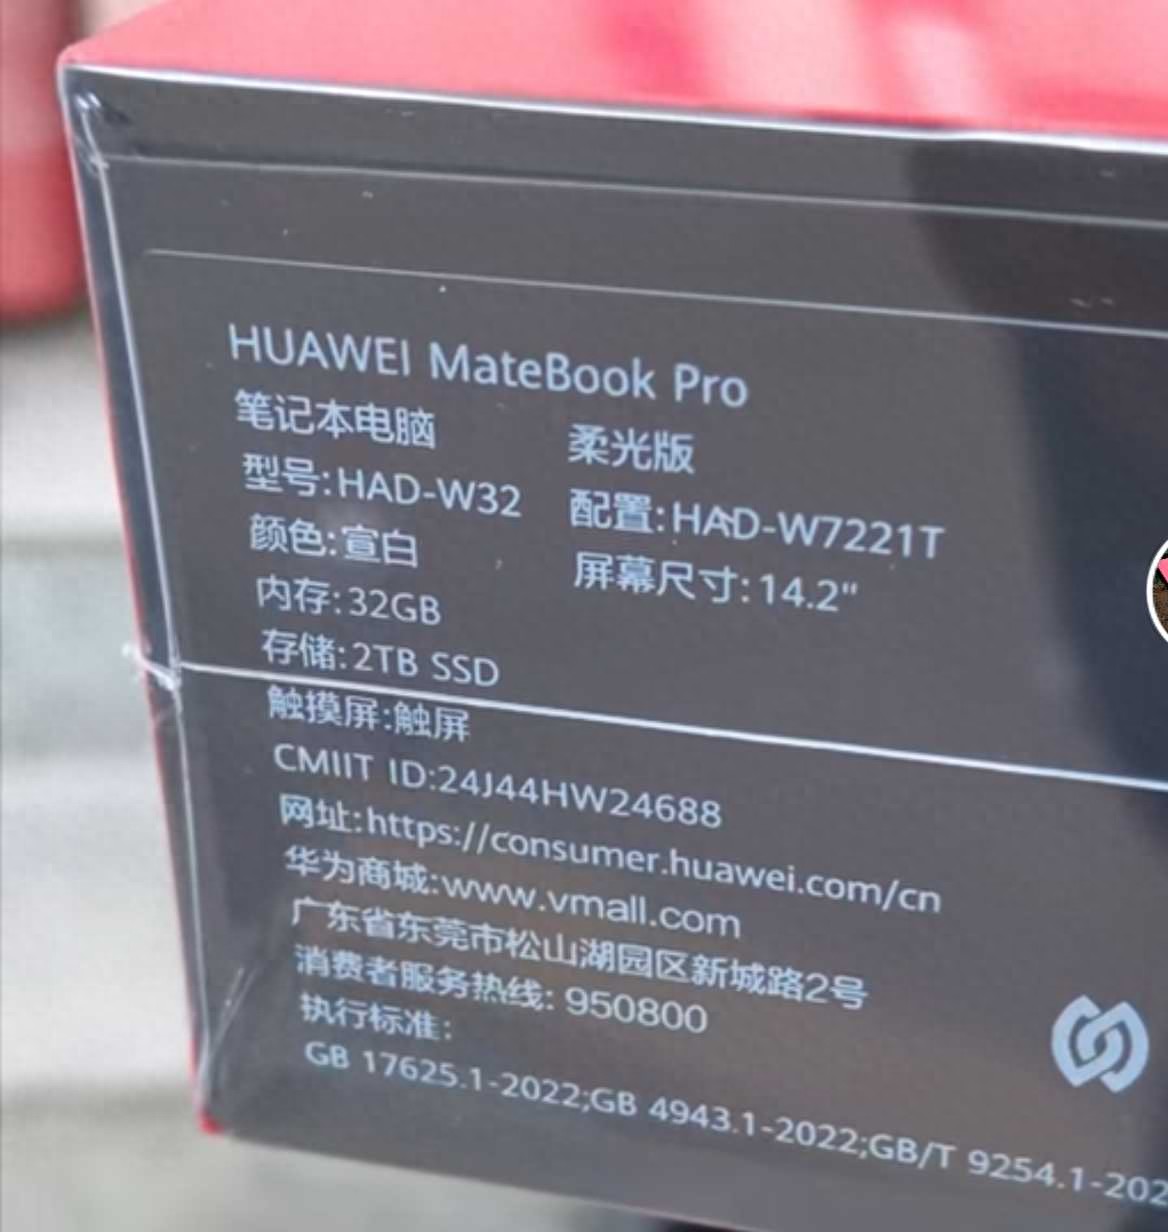 HUAWEI MateBook Pro
笔记本电脑 柔光版
型号:HAD-W32 配置:HAD-W7221T
颜色:宣白 屏幕尺寸:14.2"
内存:32GB
存储:2TB SSD
触摸屏:触屏
CMIIT ID:24J44HW24688
网址:https://consumer.huawei.com/cn
华为商城:www.vmall.com
广东省东莞市松山湖园区新城路2号
消费者服务热线: 950800
执行标准:
GB 17625.1-2022;GB 4943.1-2022;GB/T 9254.1-202